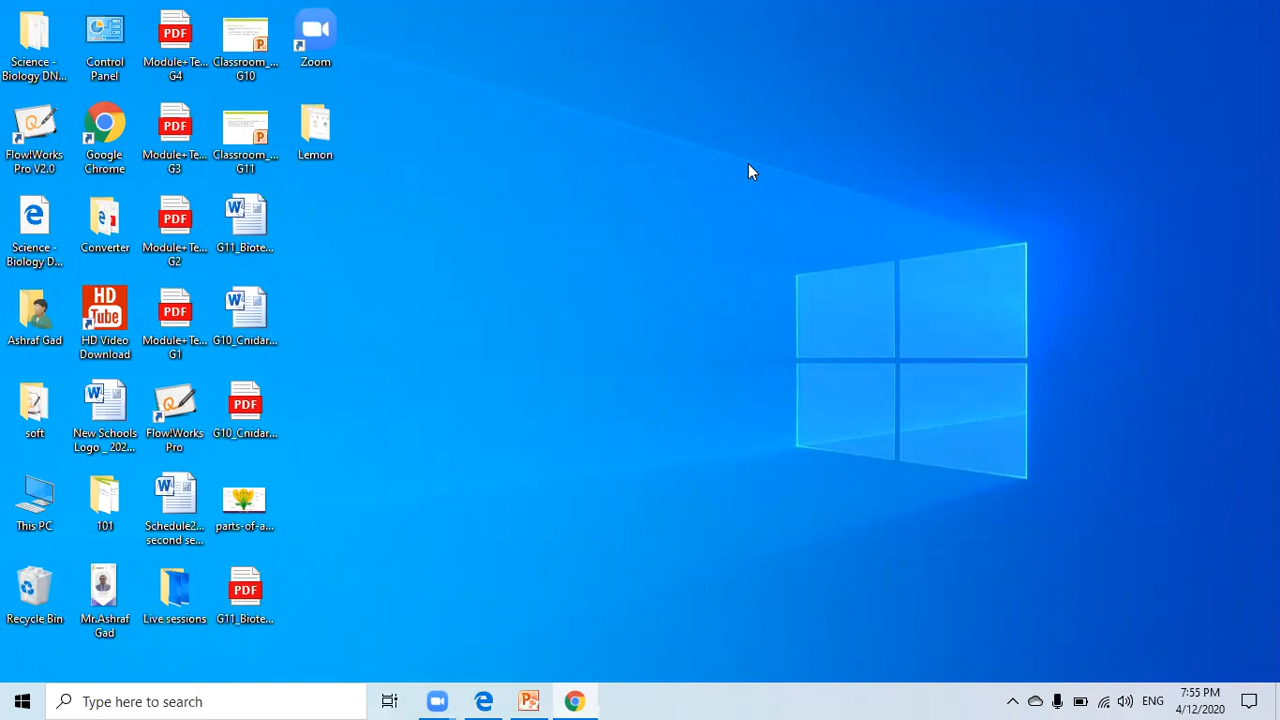 Science -
Biology DN...
Control
Panel
PDF
Module+Te...
G4
Classroom_...
G10
Zoom
Flow!Works
Pro V2.0
Google
Chrome
PDF
Module+Te...
G3
Classroom_...
G11
Lemon
Science -
Biology D...
Converter
PDF
Module+Te...
G2
G11_Biote...
Ashraf Gad
HD
Tube
HD Video
Download
PDF
Module+Te...
G1
G10_Cnidar...
soft
New Schools
Logo _ 202...
Flow!Works
Pro
PDF
G10_Cnidar...
This PC
101
Schedule2...
second se...
parts-of-a...
Recycle Bin
Mr.Ashraf
Gad
Live sessions
PDF
G11_Biote...
Type here to search
ENG
7:55 PM
4/12/2020